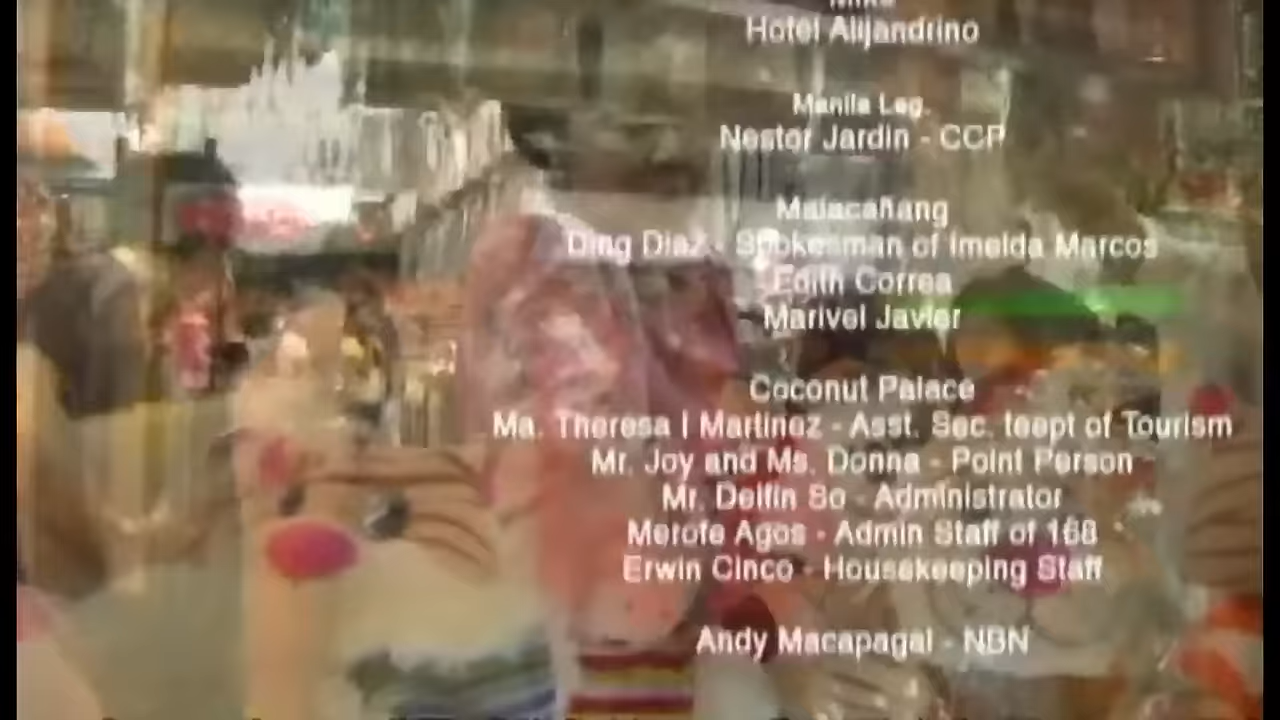 Hotel Alijandrino
Manila Leg.
Nestor Jardin - CCP
Malacañang
Ding Diaz - Spokesman of Imelda Marcos
Edith Correa
Marivel Javier
Coconut Palace
Ma. Theresa I Martinez - Asst. Sec. teept of Tourism
Mr. Joy and Ms. Donna - Point Person
Mr. Delfin So - Administrator
Merofe Agos - Admin Staff of 168
Erwin Cinco - Housekeeping Staff
Andy Macapagal - NBN